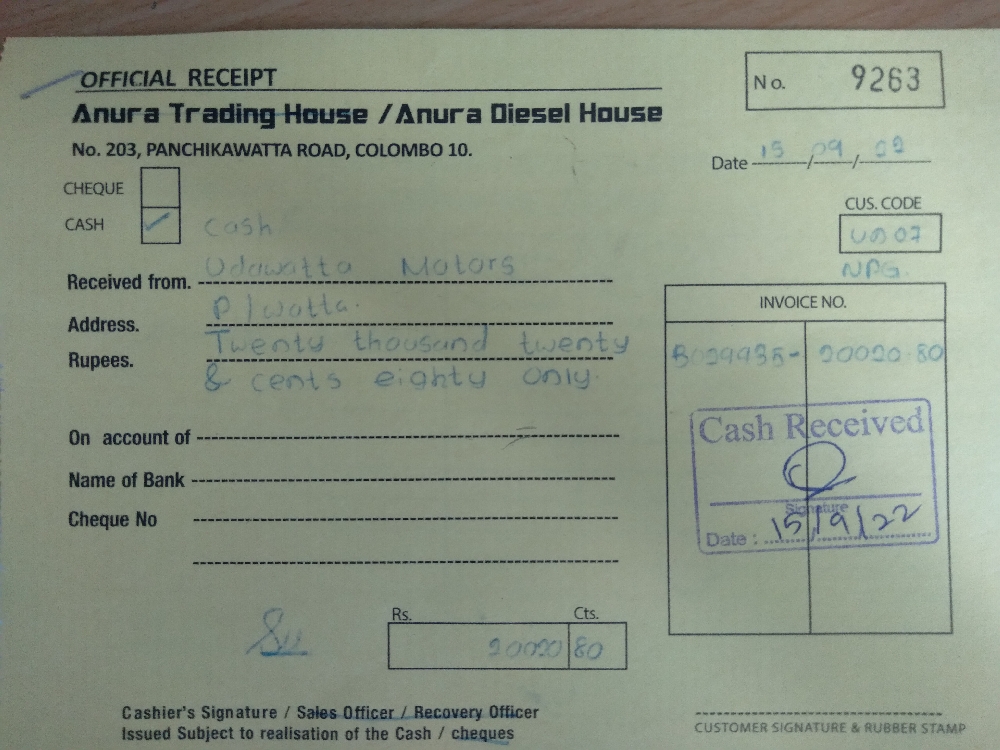 OFFICIAL RECEIPT
No. 9263
Anura Trading House / Anura Diesel House
No. 203, PANCHIKAWATTA ROAD, COLOMBO 10.
Date 15/09/22
CHEQUE
CUS. CODE
CASH Cash
UD 07
NPG.
Received from. Udawatta Motors
Address. P/watta.
Rupees. Twenty thousand twenty
& cents eighty only.
INVOICE NO.
20020.80
On account of
Name of Bank
Cheque No
Cash Received
Signature
Date : 15/9/22
Rs. Cts.
20020 80
Cashier's Signature / Sales Officer / Recovery Officer
Issued Subject to realisation of the Cash / cheques
CUSTOMER SIGNATURE & RUBBER STAMP